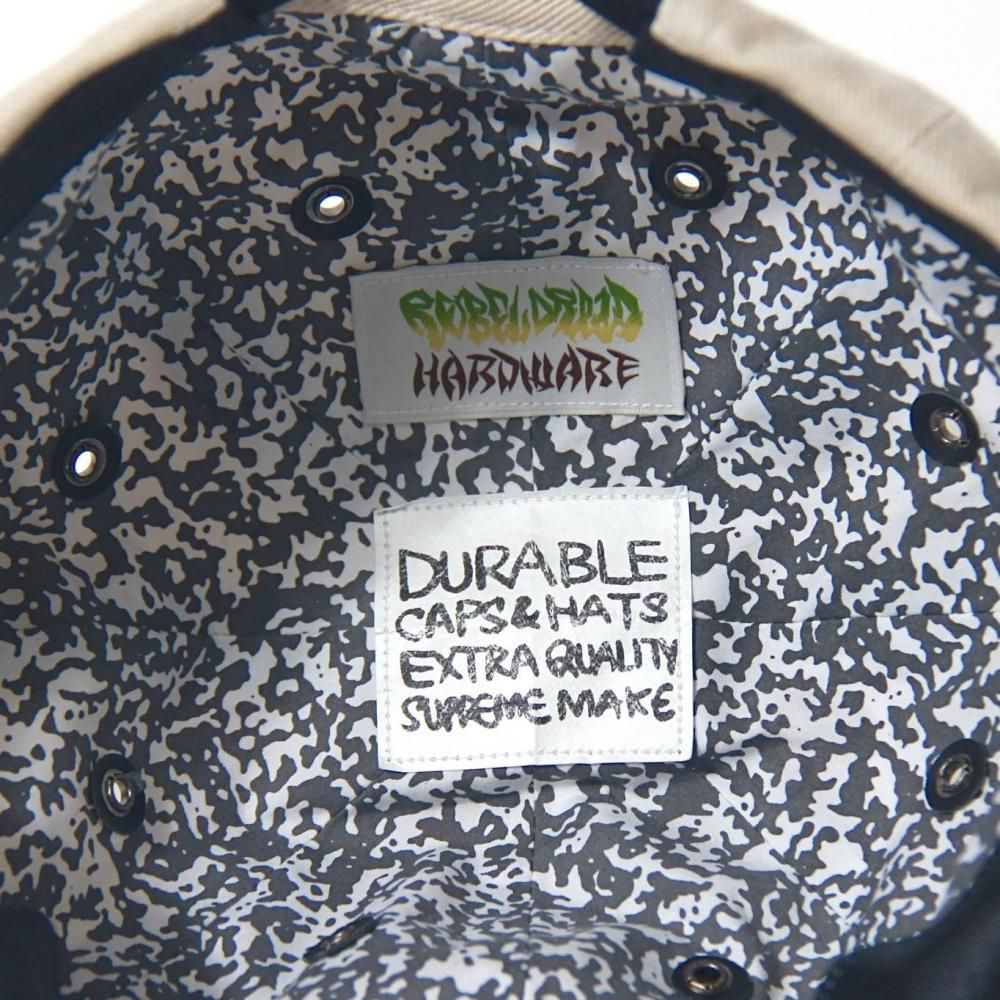 REBELDROID
HARDWARE
DURABLE
CAPS & HATS
EXTRA QUALITY
SUPREME MAKE